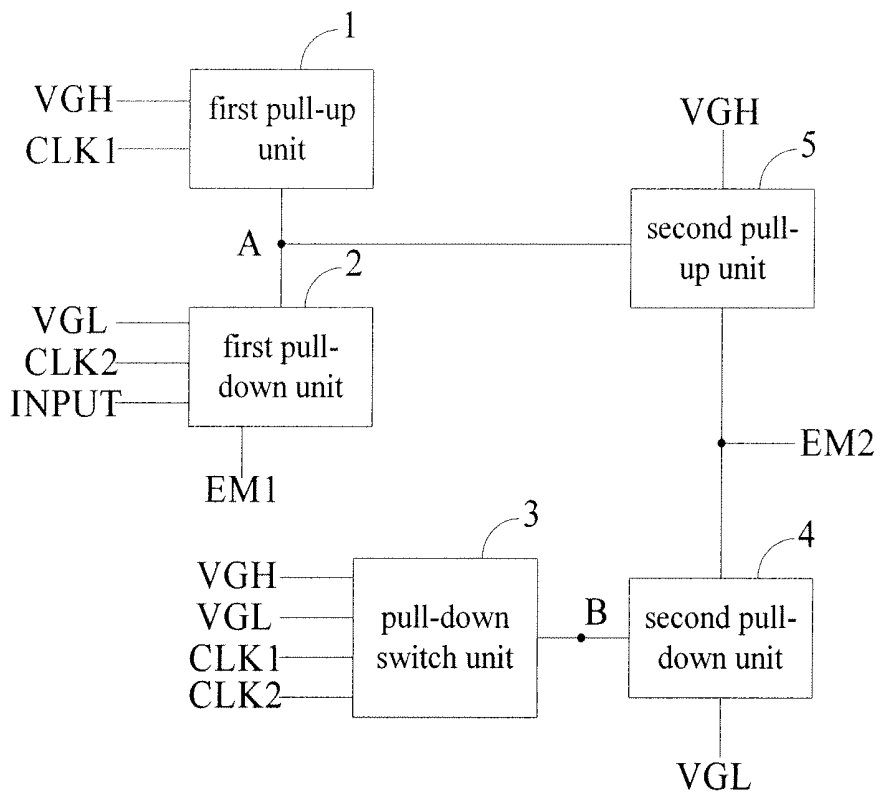 1
VGH
first pull-up
unit
CLK1
VGH
5
A
second pull-
up unit
2
VGL
first pull-
down unit
CLK2
INPUT
EM1
EM2
3
4
VGH
VGL
pull-down
switch unit
CLK1
CLK2
B
second pull-
down unit
VGL